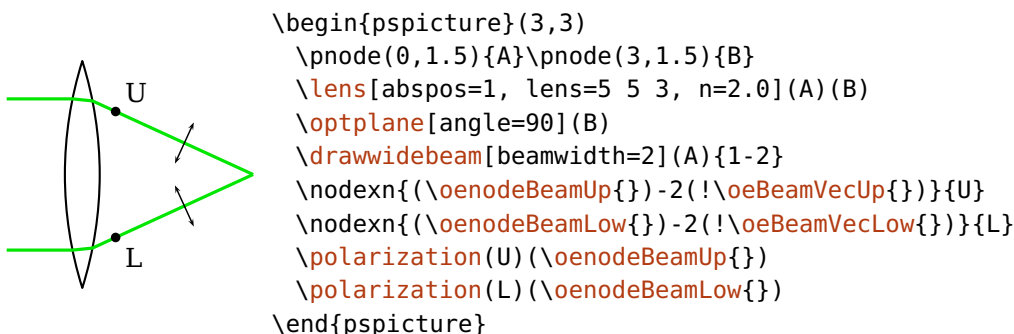 \begin{pspicture}(3,3)
\pnode(0,1.5){A}\pnode(3,1.5){B}
\lens[abspos=1, lens=5 5 3, n=2.0](A)(B)
\optplane[angle=90](B)
\drawwidebeam[beamwidth=2](A){1-2}
\nodexn{(\oenodeBeamUp{})-2(!\oeBeamVecUp{})}{U}
\nodexn{(\oenodeBeamLow{})-2(!\oeBeamVecLow{})}{L}
\polarization(U)(\oenodeBeamUp{})
\polarization(L)(\oenodeBeamLow{})
\end{pspicture}
U
L